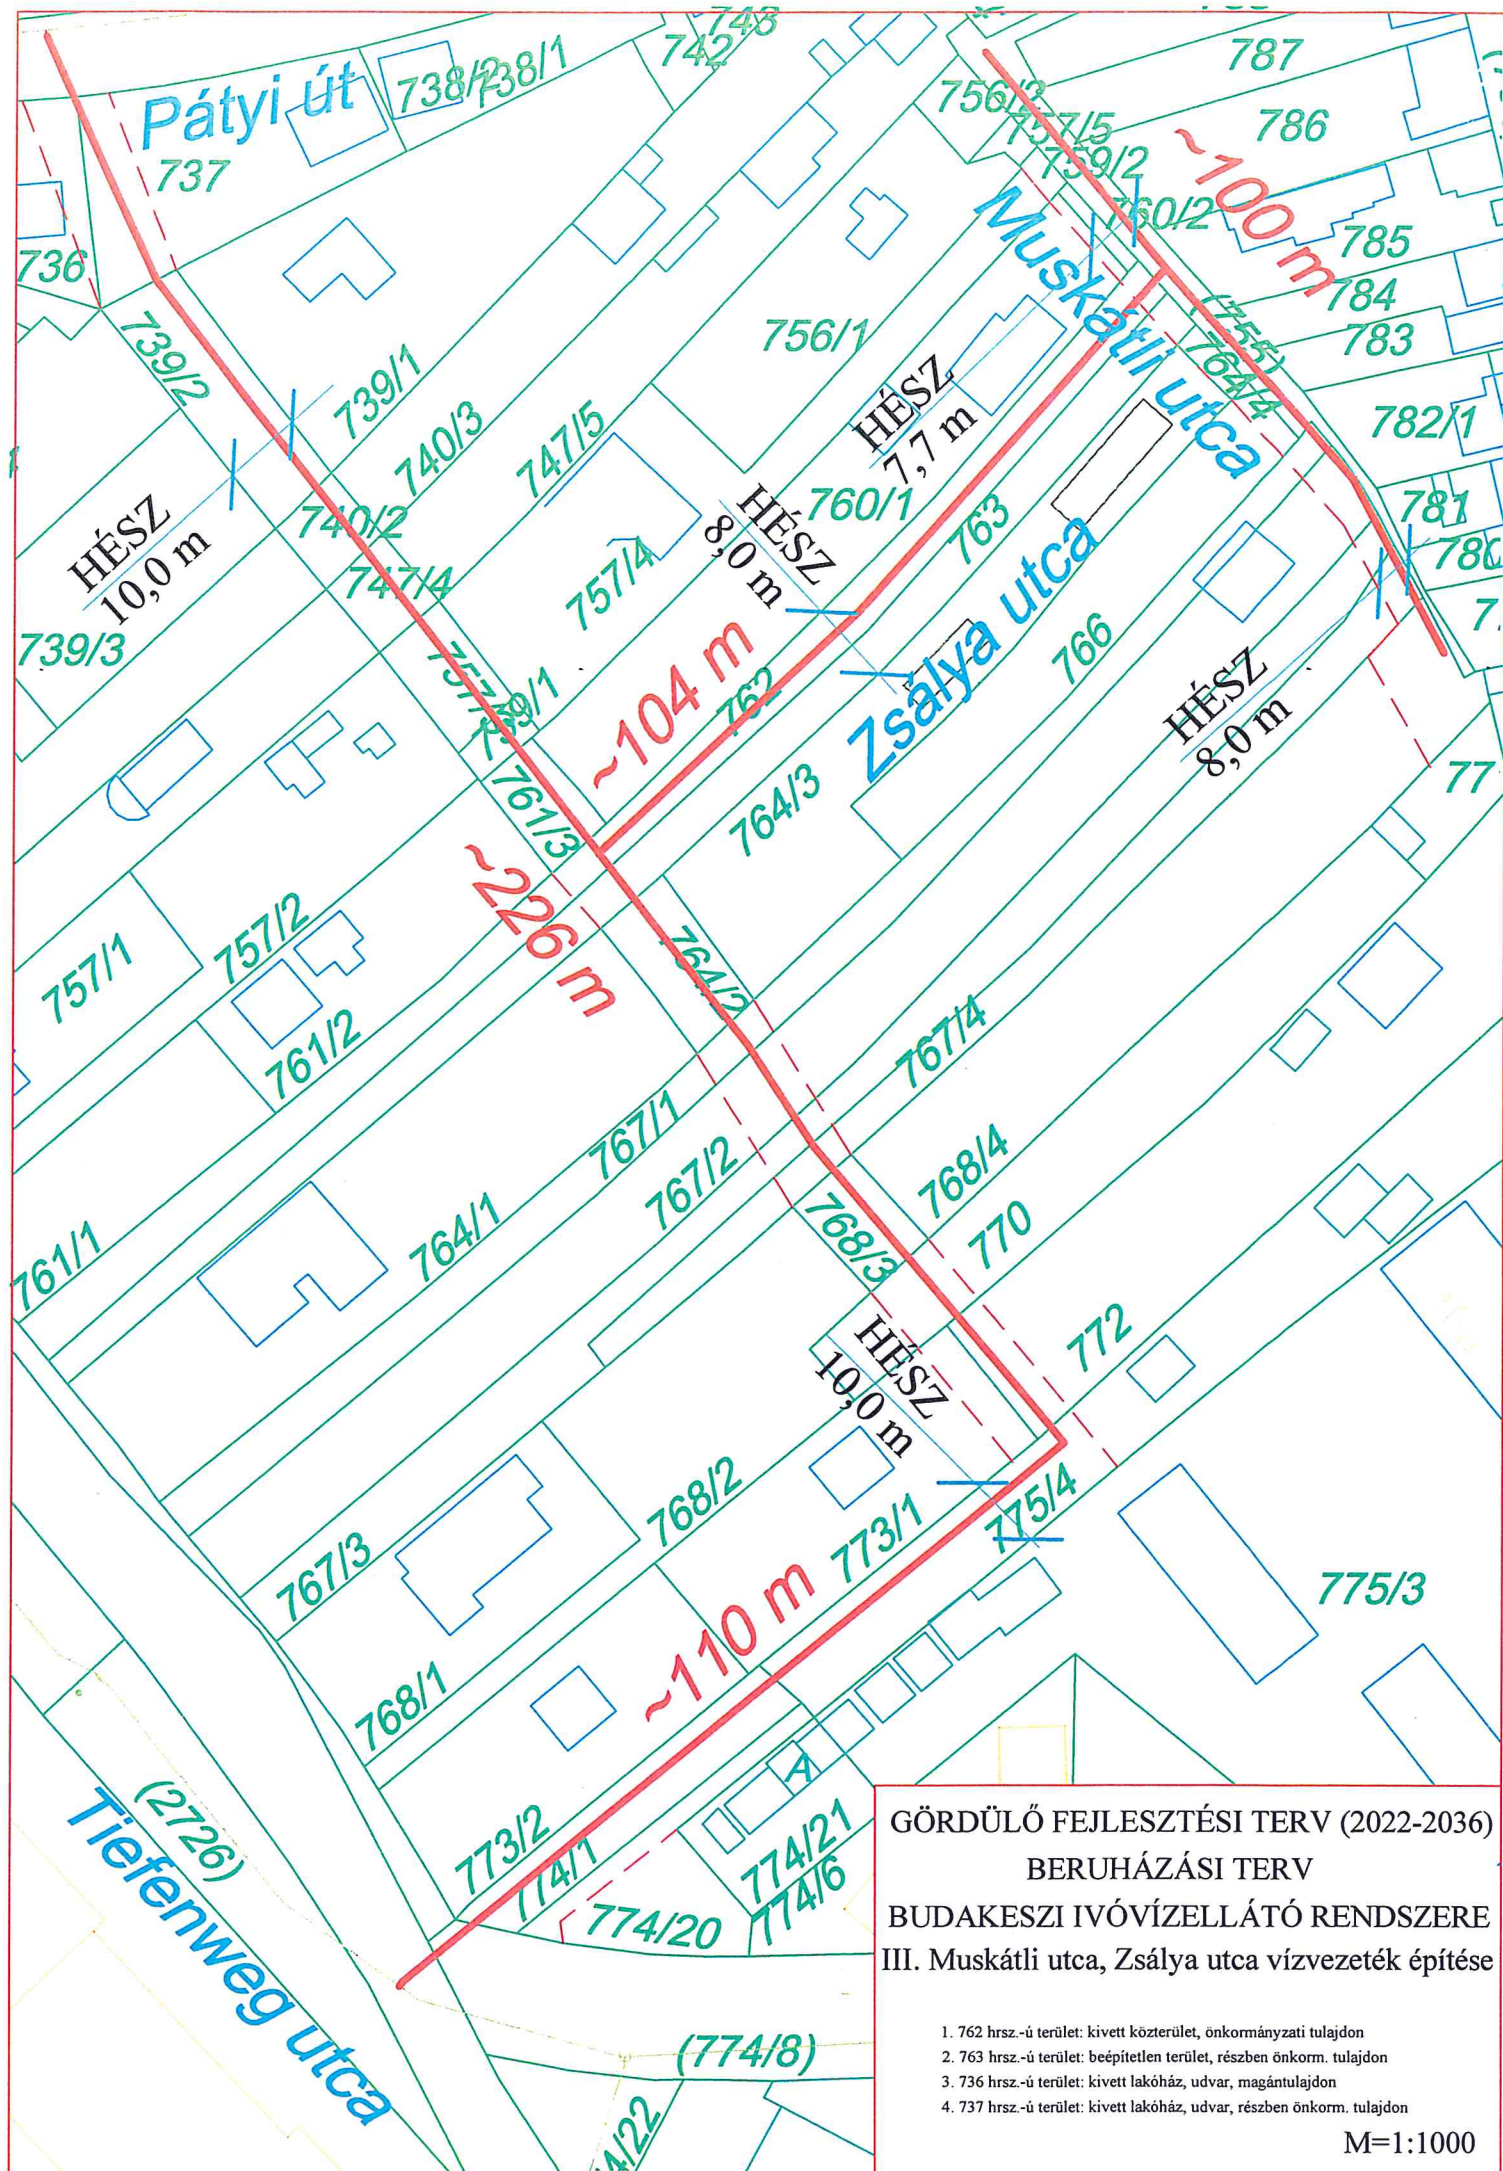 743
742
787
738/2
738/1
Pátyi út
737
756/2
757/5
786
759/2
760/2
~100 m
736
785
Muskátli utca
784
(755)
783
739/2
739/1
756/1
764/4
HÉSZ
7,7 m
740/3
747/5
782/1
HÉSZ
10,0 m
740/2
760/1
763
781
HÉSZ
8,0 m
747/4
757/4
780
739/3
Zsálya utca
766
~104 m
759/1
762
HÉSZ
8,0 m
761/3
764/3
77
~226 m
757/1
757/2
764/2
761/2
767/4
767/1
767/2
768/4
764/1
768/3
770
761/1
HÉSZ
10,0 m
772
768/2
773/1
775/4
767/3
775/3
~110 m
768/1
A
(2726)
Tiefenweg utca
773/2
774/1
774/21
774/6
774/20
(774/8)
4/22
GÖRDÜLŐ FEJLESZTÉSI TERV (2022-2036)
BERUHÁZÁSI TERV
BUDAKESZI IVÓVÍZELLÁTÓ RENDSZERE
III. Muskátli utca, Zsálya utca vízvezeték építése
1. 762 hrsz.-ú terület: kivett közterület, önkormányzati tulajdon
2. 763 hrsz.-ú terület: beépítetlen terület, részben önkorm. tulajdon
3. 736 hrsz.-ú terület: kivett lakóház, udvar, magántulajdon
4. 737 hrsz.-ú terület: kivett lakóház, udvar, részben önkorm. tulajdon
M=1:1000